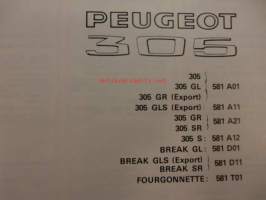 PEUGEOT
305
305
305 GL
581 A01
305 GR (Export)
305 GLS (Export)
581 A11
305 GR
305 SR
581 A21
305 S: 581 A12
BREAK GL: 581 D01
BREAK GLS (Export)
BREAK SR
581 D11
FOURGONNETTE: 581 T01